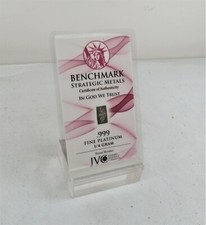 BENCHMARK
STRATEGIC METALS
Certificate of Authenticity
IN GOD WE TRUST
.999
FINE PLATINUM
1/4 GRAM
JVC